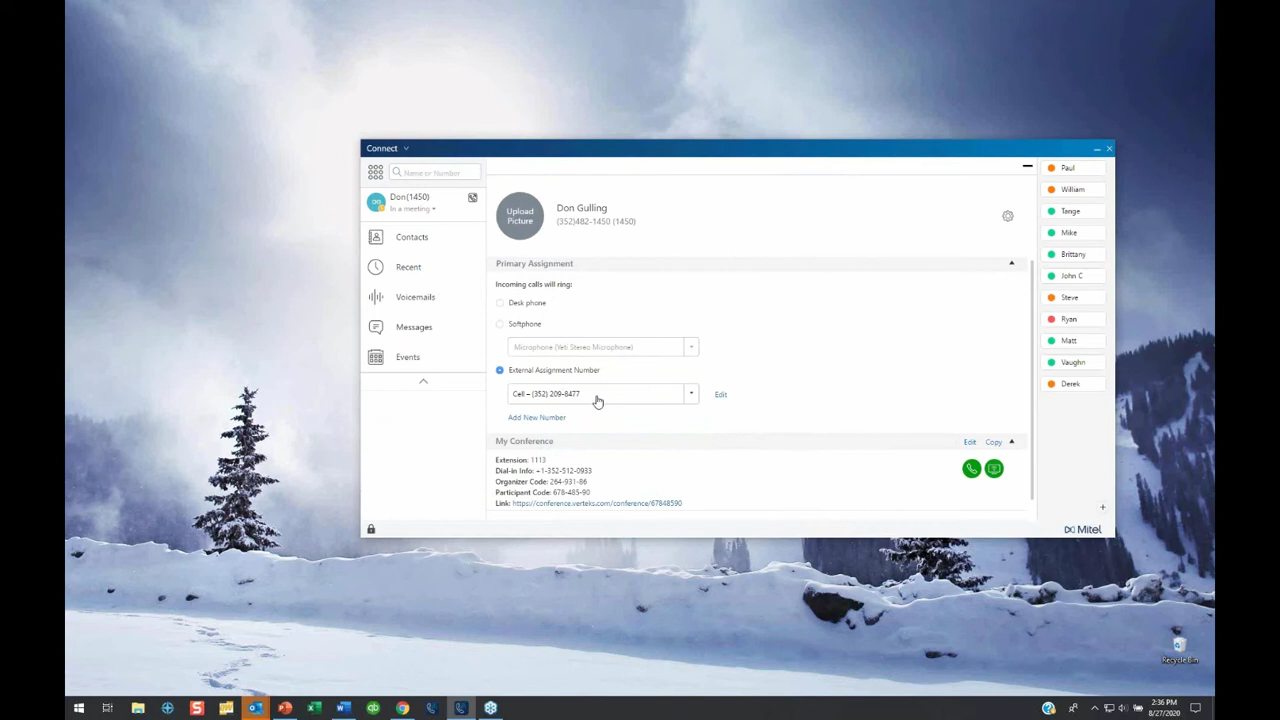 Connect
Name or Number
Don(1450)
In a meeting
Contacts
Recent
Voicemails
Messages
Events
Upload
Picture
Don Gulling
(352)482-1450 (1450)
Primary Assignment
Incoming calls will ring:
Desk phone
Softphone
Microphone (Yeti Stereo Microphone)
External Assignment Number
Cell – (352) 209-8477
Edit
Add New Number
My Conference
Edit
Copy
Extension: 1113
Dial-in Info: +1-352-512-0933
Organizer Code: 264-931-86
Participant Code: 678-485-90
Link: https://conference.verteks.com/conference/67848590
Paul
William
Tange
Mike
Brittany
John C
Steve
Ryan
Matt
Vaughn
Derek
Mitel
Recycle Bin
2:36 PM
8/27/2020